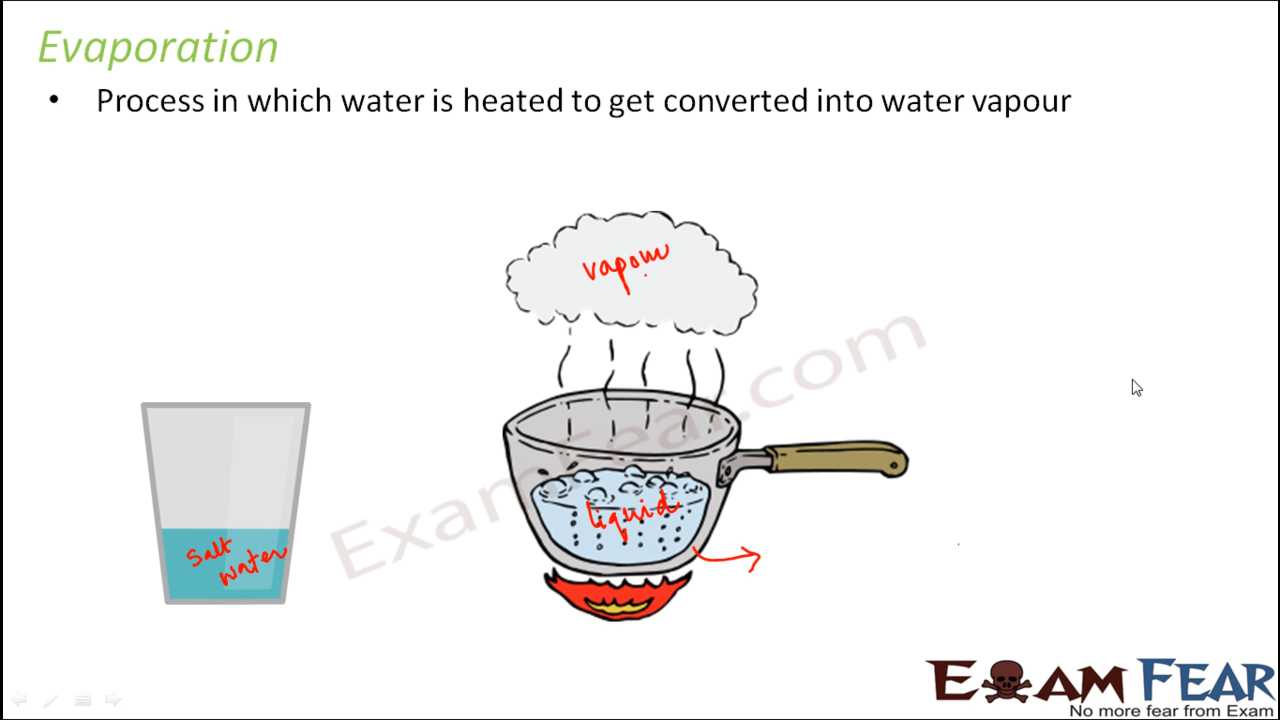 Evaporation
• Process in which water is heated to get converted into water vapour
vapour
liquid
Salt
water
ExamFear.com
EXAM FEAR
No more fear from Exam